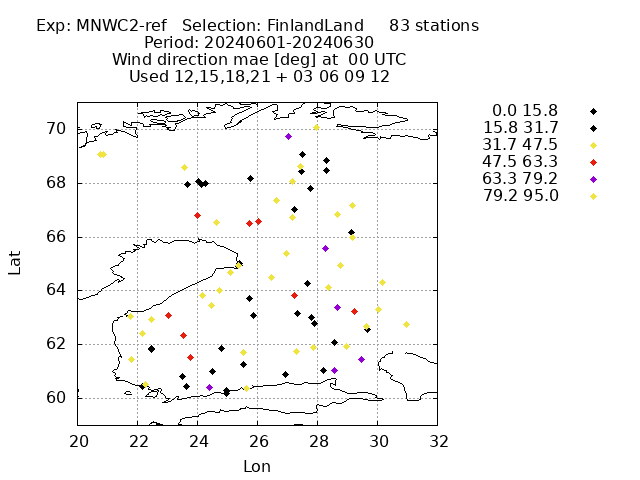 Exp: MNWC2-ref Selection: FinlandLand 83 stations
Period: 20240601-20240630
Wind direction mae [deg] at 00 UTC
Used 12,15,18,21 + 03 06 09 12
0.0 15.8
15.8 31.7
31.7 47.5
47.5 63.3
63.3 79.2
79.2 95.0
70
68
66
64
62
60
Lat
20 22 24 26 28 30 32
Lon